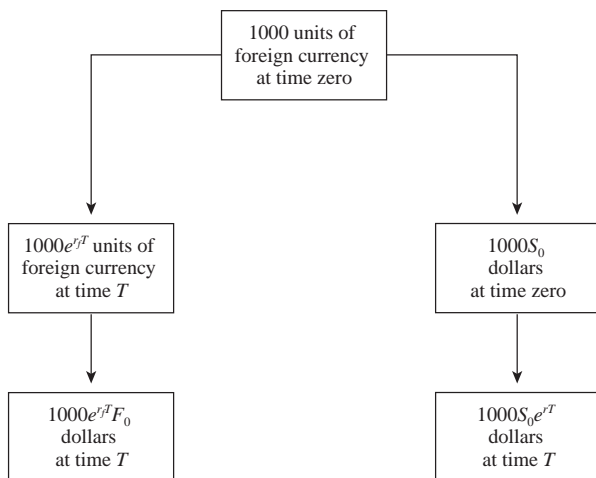 1000 units of
foreign currency
at time zero
1000e^{r_f T} units of
foreign currency
at time T
1000S_0
dollars
at time zero
1000e^{r_f T}F_0
dollars
at time T
1000S_0e^{rT}
dollars
at time T